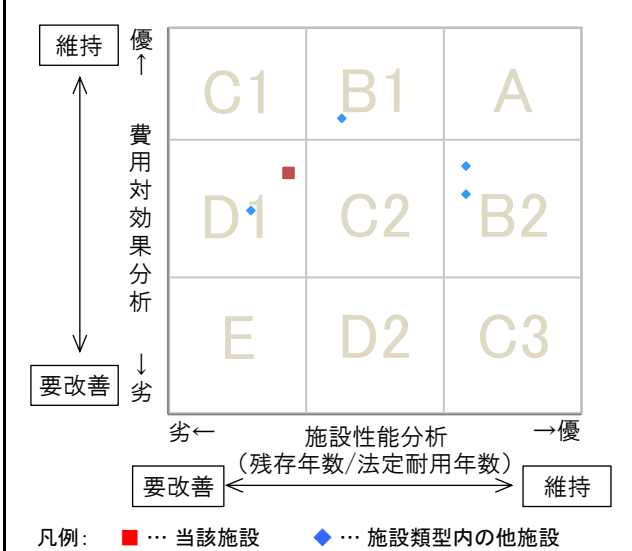 維持
優
↑
C1 B1 A
費用対効果分析
D1 C2 B2
E D2 C3
↓
劣
要改善
劣← 施設性能分析 →優
(残存年数/法定耐用年数)
要改善 維持
凡例: ■ … 当該施設 ◆ … 施設類型内の他施設